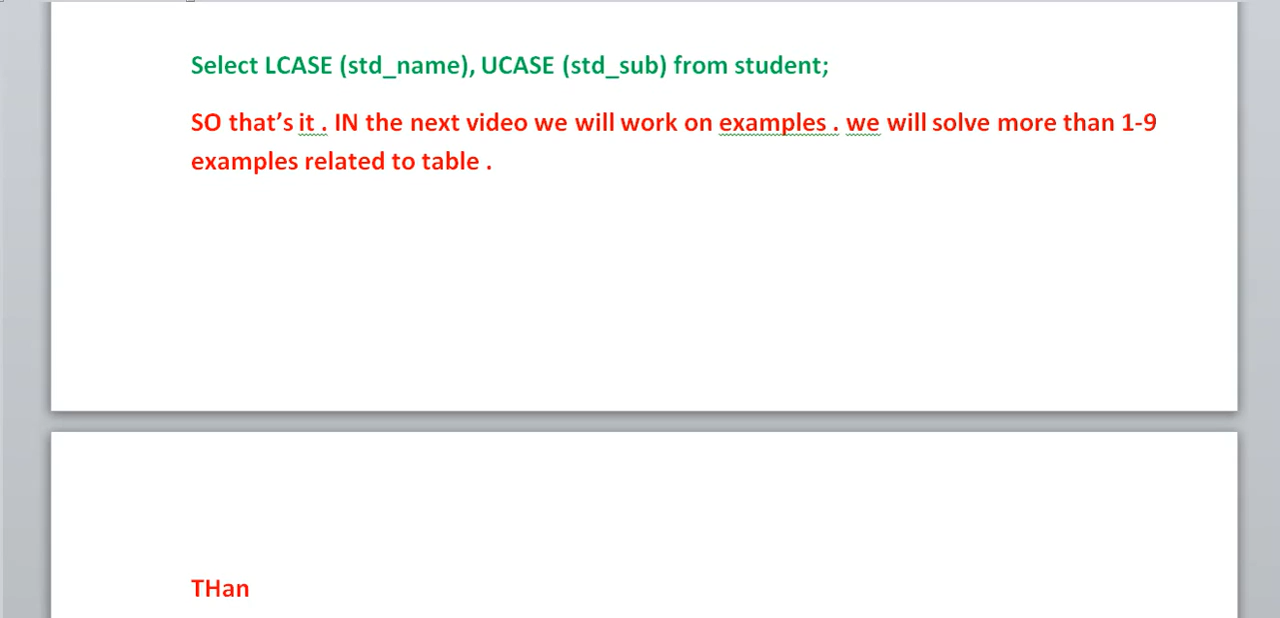 Select LCASE (std_name), UCASE (std_sub) from student;
SO that’s it . IN the next video we will work on examples . we will solve more than 1-9
examples related to table .
THan